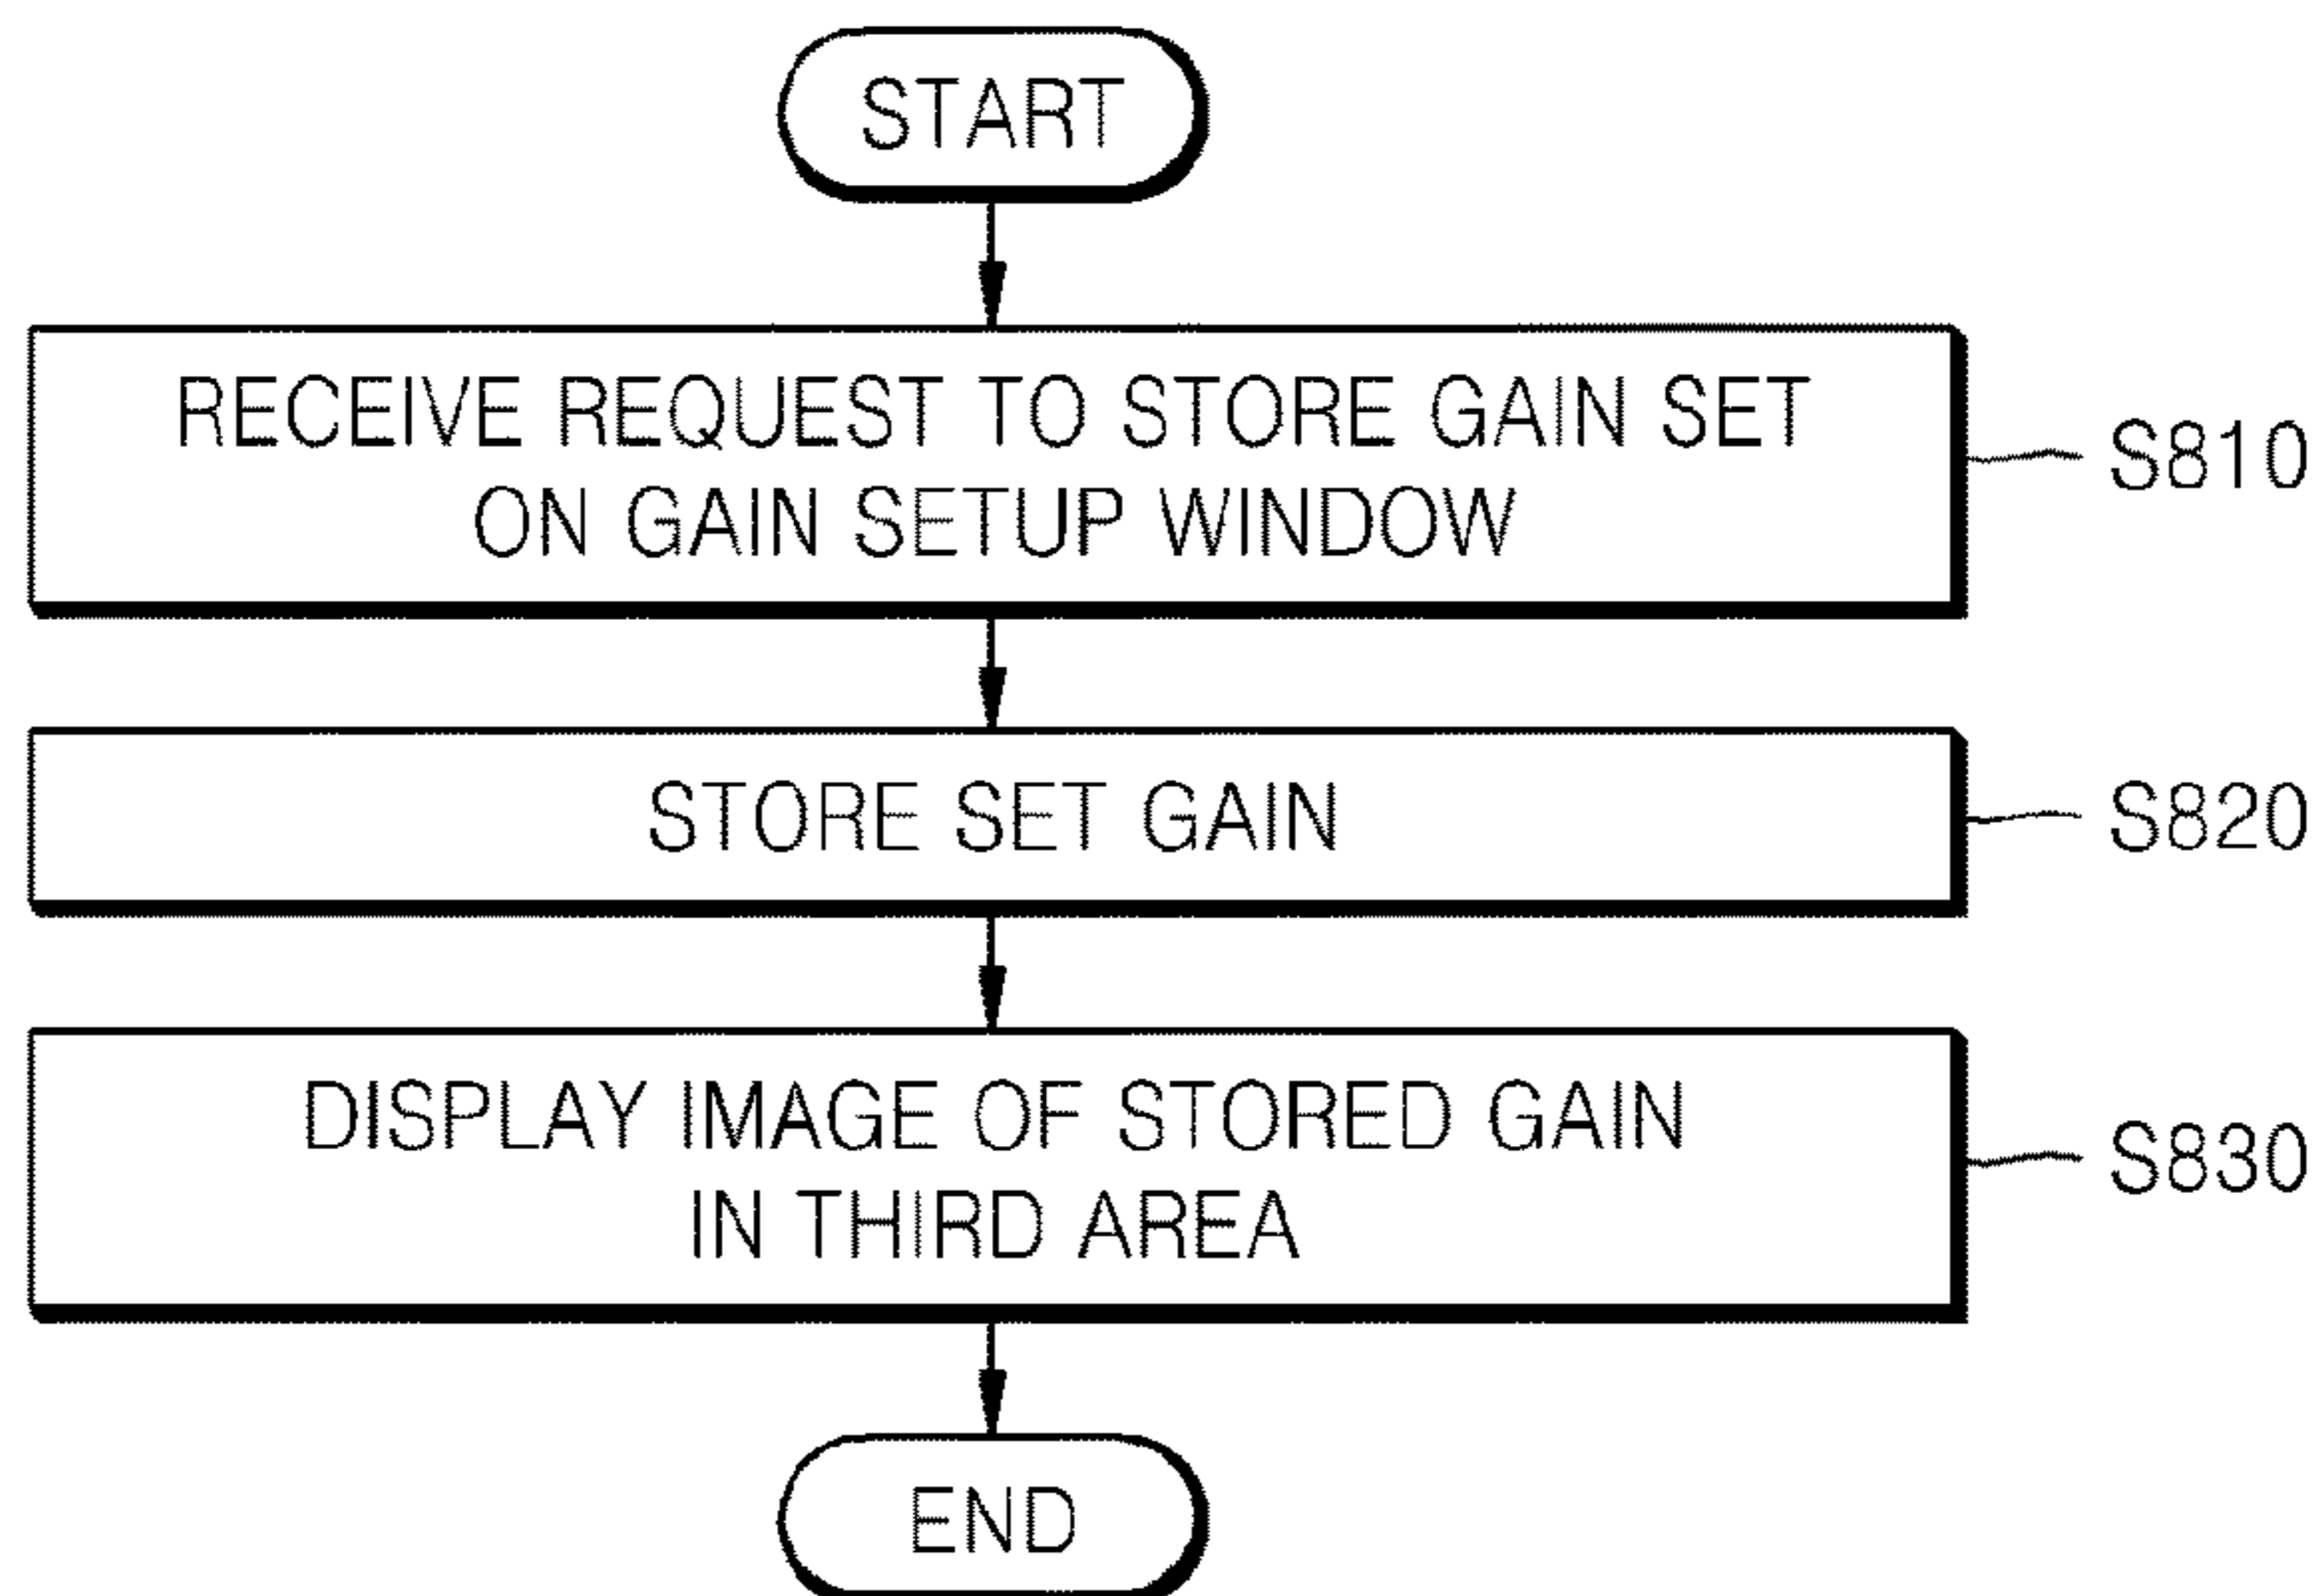 START
RECEIVE REQUEST TO STORE GAIN SET
ON GAIN SETUP WINDOW
S810
STORE SET GAIN
S820
DISPLAY IMAGE OF STORED GAIN
IN THIRD AREA
S830
END